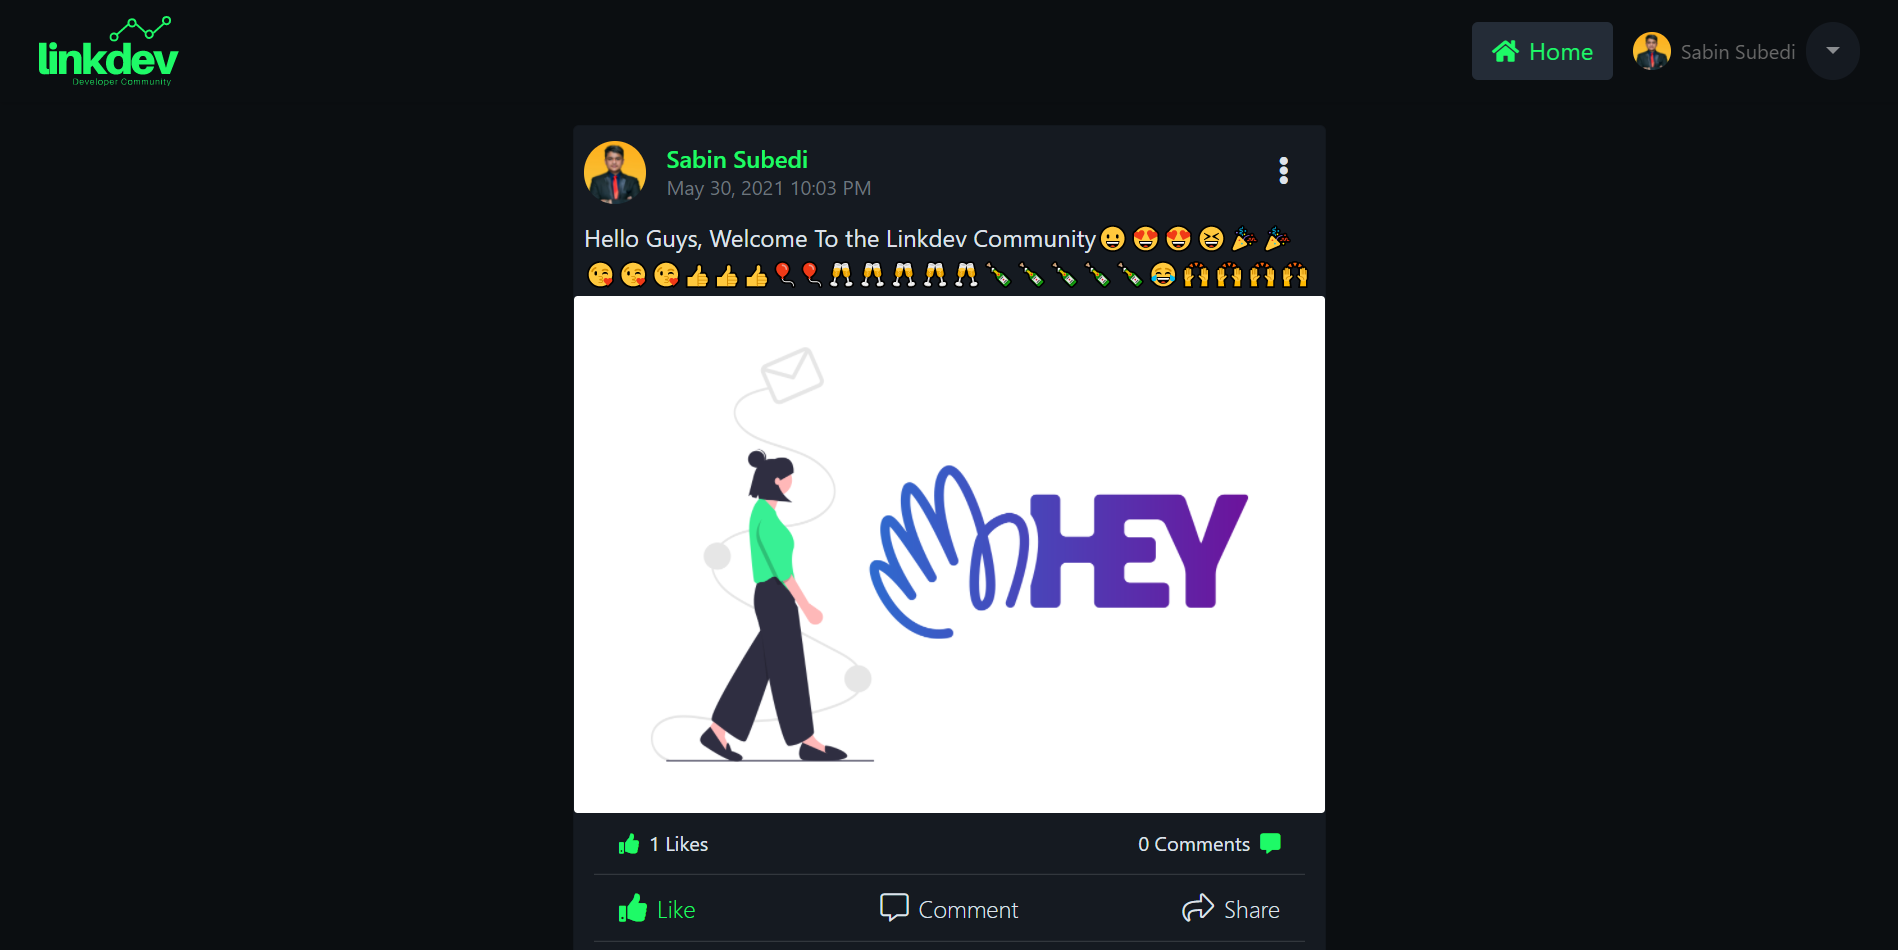 linkdev
Developer Community
Home
Sabin Subedi
Sabin Subedi
May 30, 2021 10:03 PM
Hello Guys, Welcome To the Linkdev Community😀😍😍😆🎉🎉
😘😘😘👍👍👍🎈🎈🥂🥂🥂🥂🥂🍾🍾🍾🍾🍾😂🙌🙌🙌🙌
HEY
1 Likes
0 Comments
Like
Comment
Share